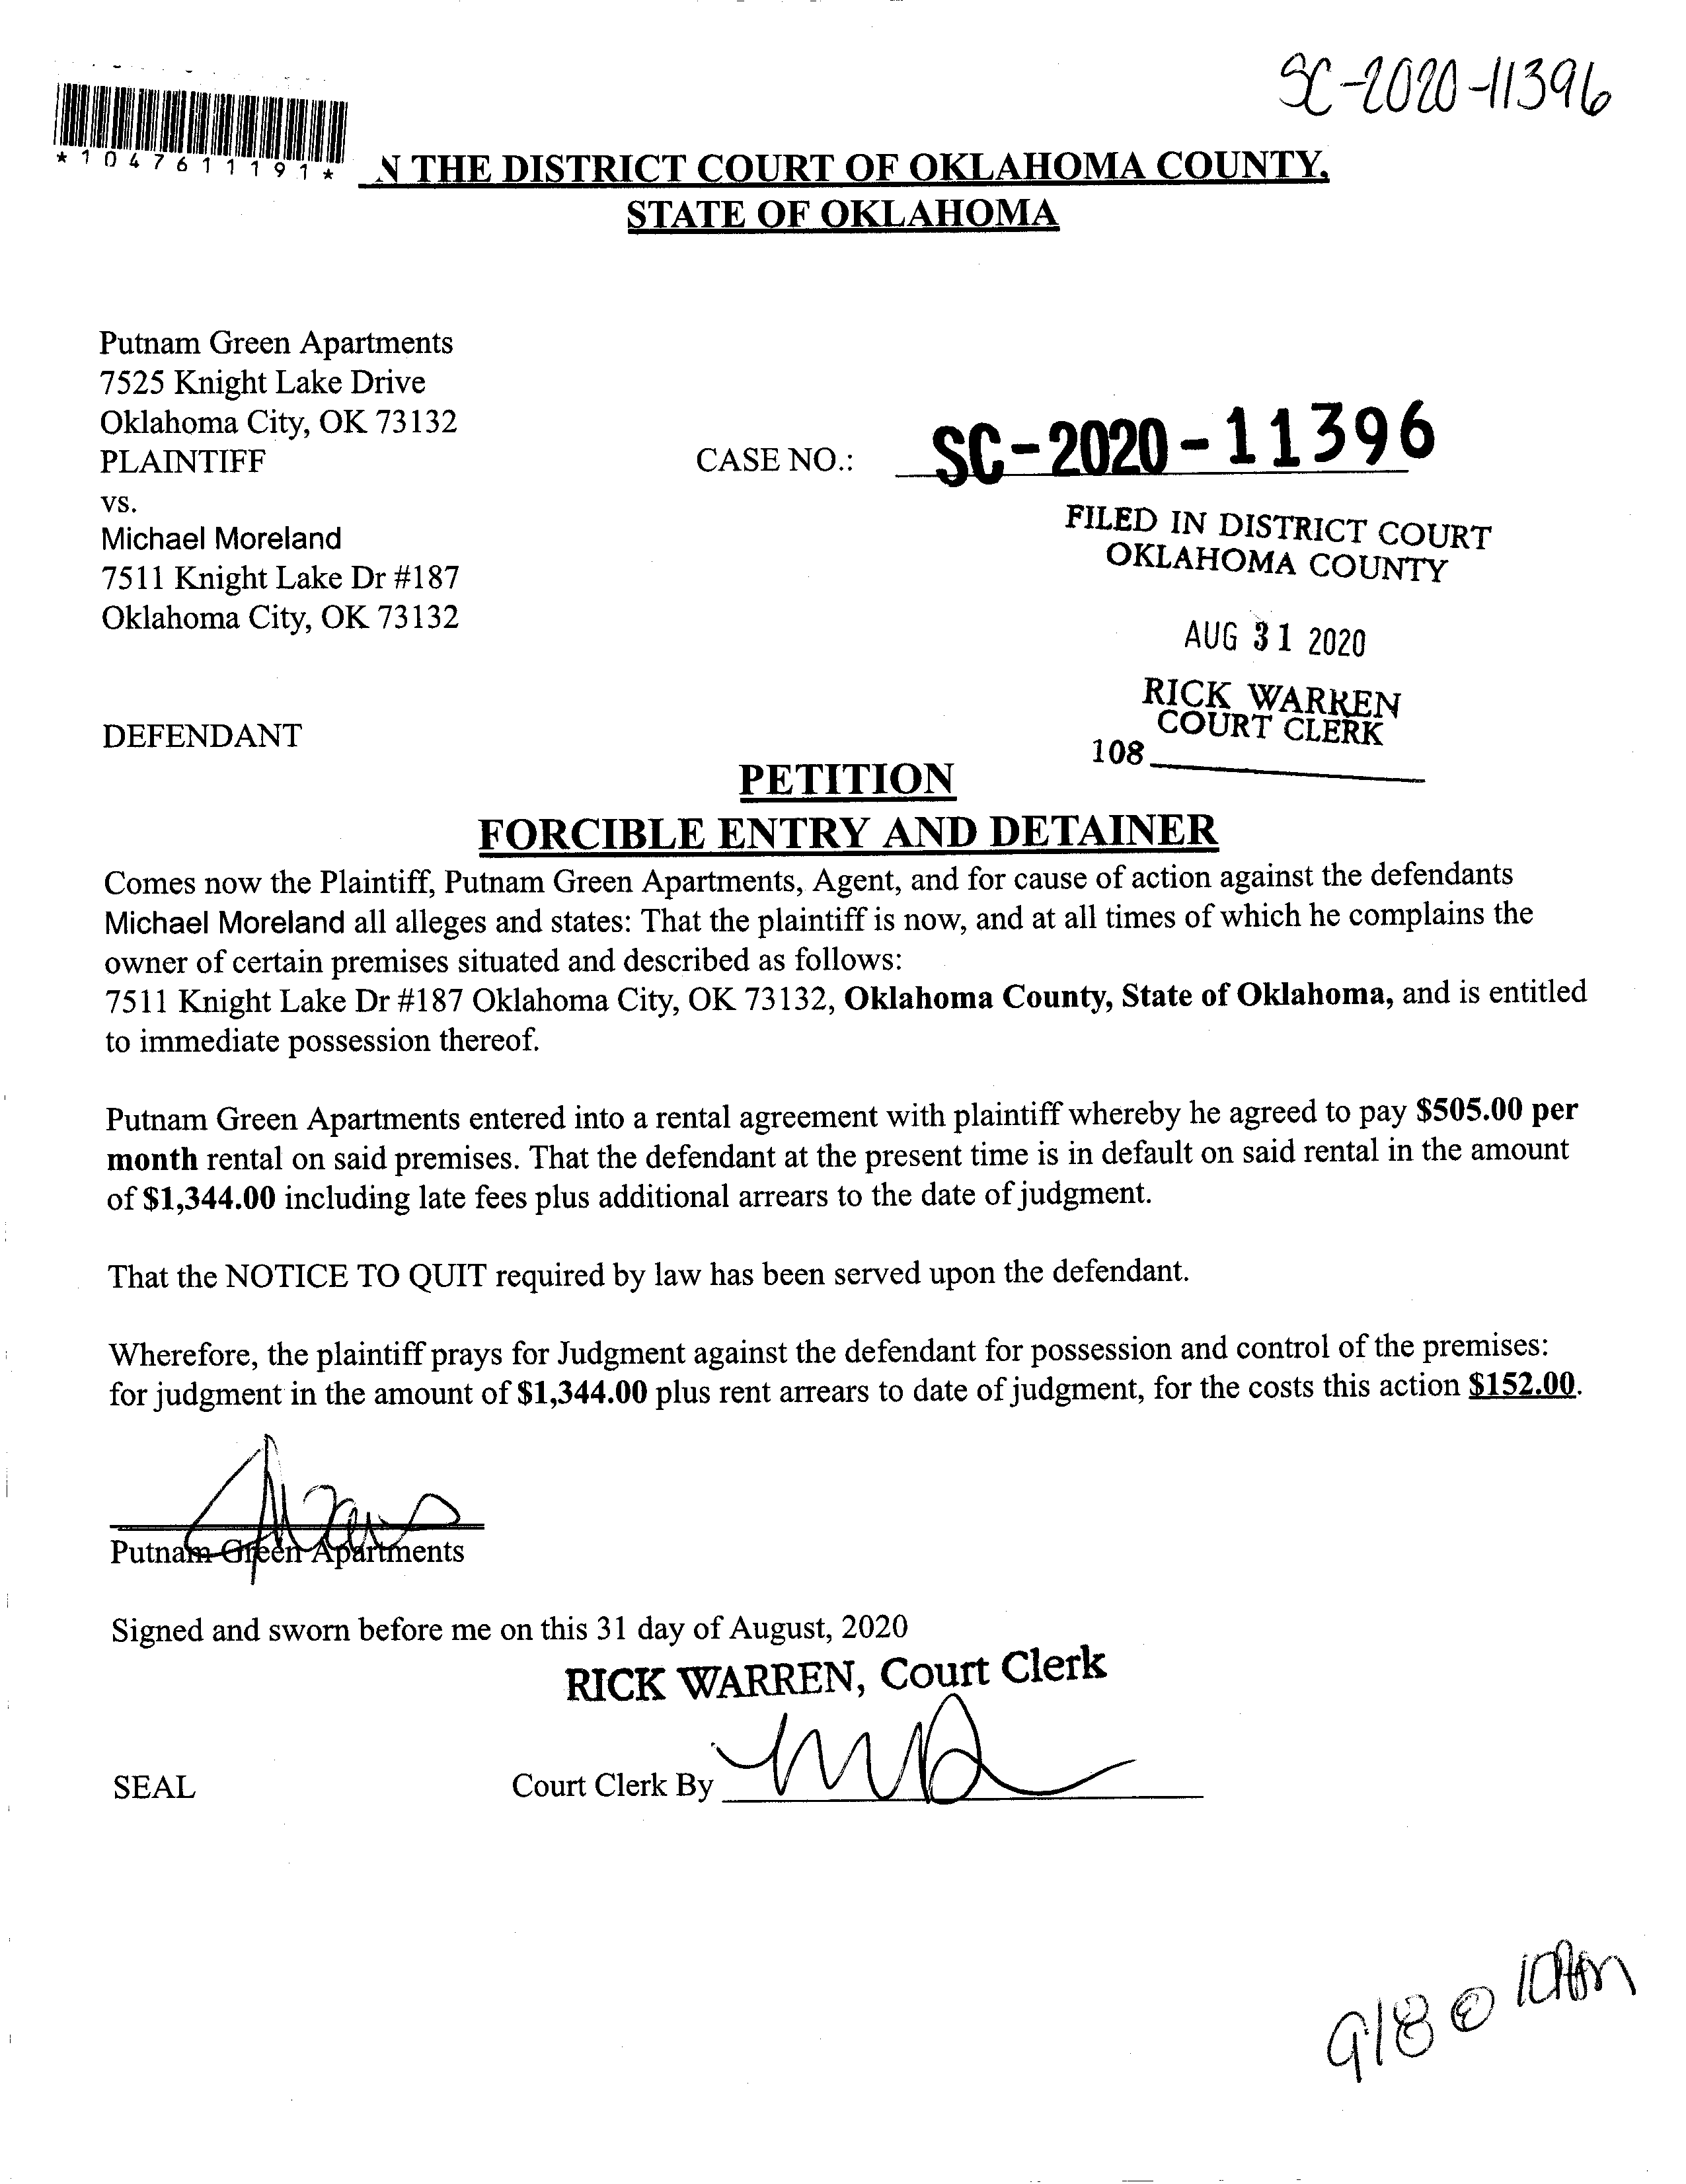 SC-2020-11396
*1047611191*
N THE DISTRICT COURT OF OKLAHOMA COUNTY,
STATE OF OKLAHOMA
Putnam Green Apartments
7525 Knight Lake Drive
Oklahoma City, OK 73132
PLAINTIFF
vs.
Michael Moreland
7511 Knight Lake Dr #187
Oklahoma City, OK 73132
DEFENDANT
CASE NO.: SC-2020-11396
FILED IN DISTRICT COURT
OKLAHOMA COUNTY
AUG 31 2020
RICK WARREN
COURT CLERK
108
PETITION
FORCIBLE ENTRY AND DETAINER
Comes now the Plaintiff, Putnam Green Apartments, Agent, and for cause of action against the defendants
Michael Moreland all alleges and states: That the plaintiff is now, and at all times of which he complains the
owner of certain premises situated and described as follows:
7511 Knight Lake Dr #187 Oklahoma City, OK 73132, Oklahoma County, State of Oklahoma, and is entitled
to immediate possession thereof.
Putnam Green Apartments entered into a rental agreement with plaintiff whereby he agreed to pay $505.00 per
month rental on said premises. That the defendant at the present time is in default on said rental in the amount
of $1,344.00 including late fees plus additional arrears to the date of judgment.
That the NOTICE TO QUIT required by law has been served upon the defendant.
Wherefore, the plaintiff prays for Judgment against the defendant for possession and control of the premises:
for judgment in the amount of $1,344.00 plus rent arrears to date of judgment, for the costs this action $152.00.
Putnam Green Apartments
Signed and sworn before me on this 31 day of August, 2020
RICK WARREN, Court Clerk
SEAL
Court Clerk By
9/8 @ 10AM